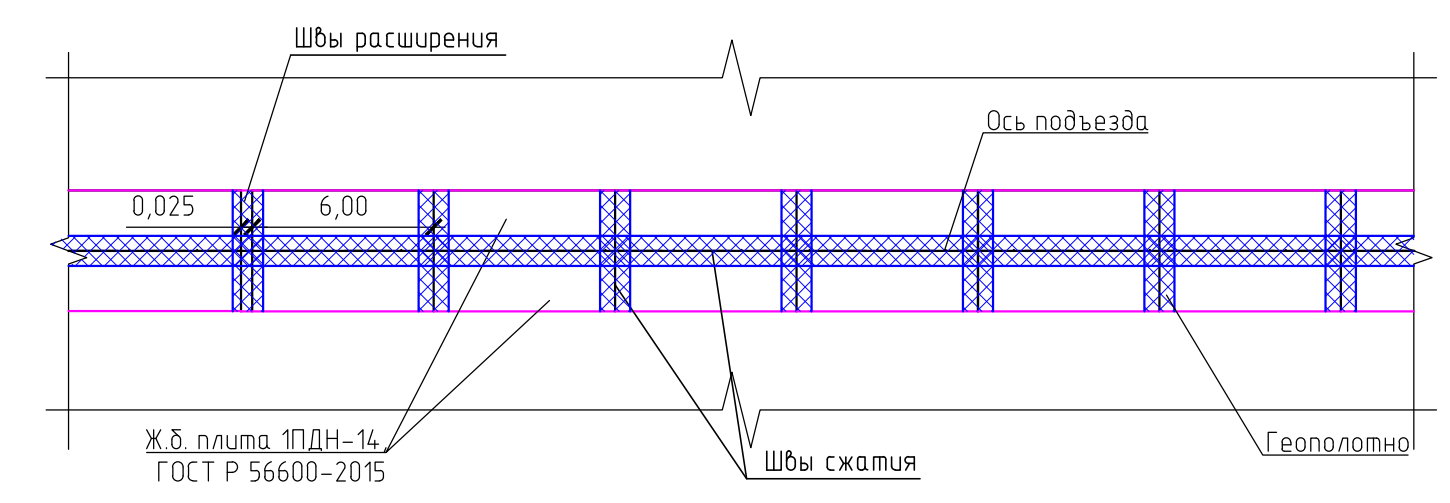 Швы расширения
Ось подъезда
0,025
6,00
Ж.б. плита 1ПДН-14
ГОСТ Р 56600-2015
Швы сжатия
Геополотно